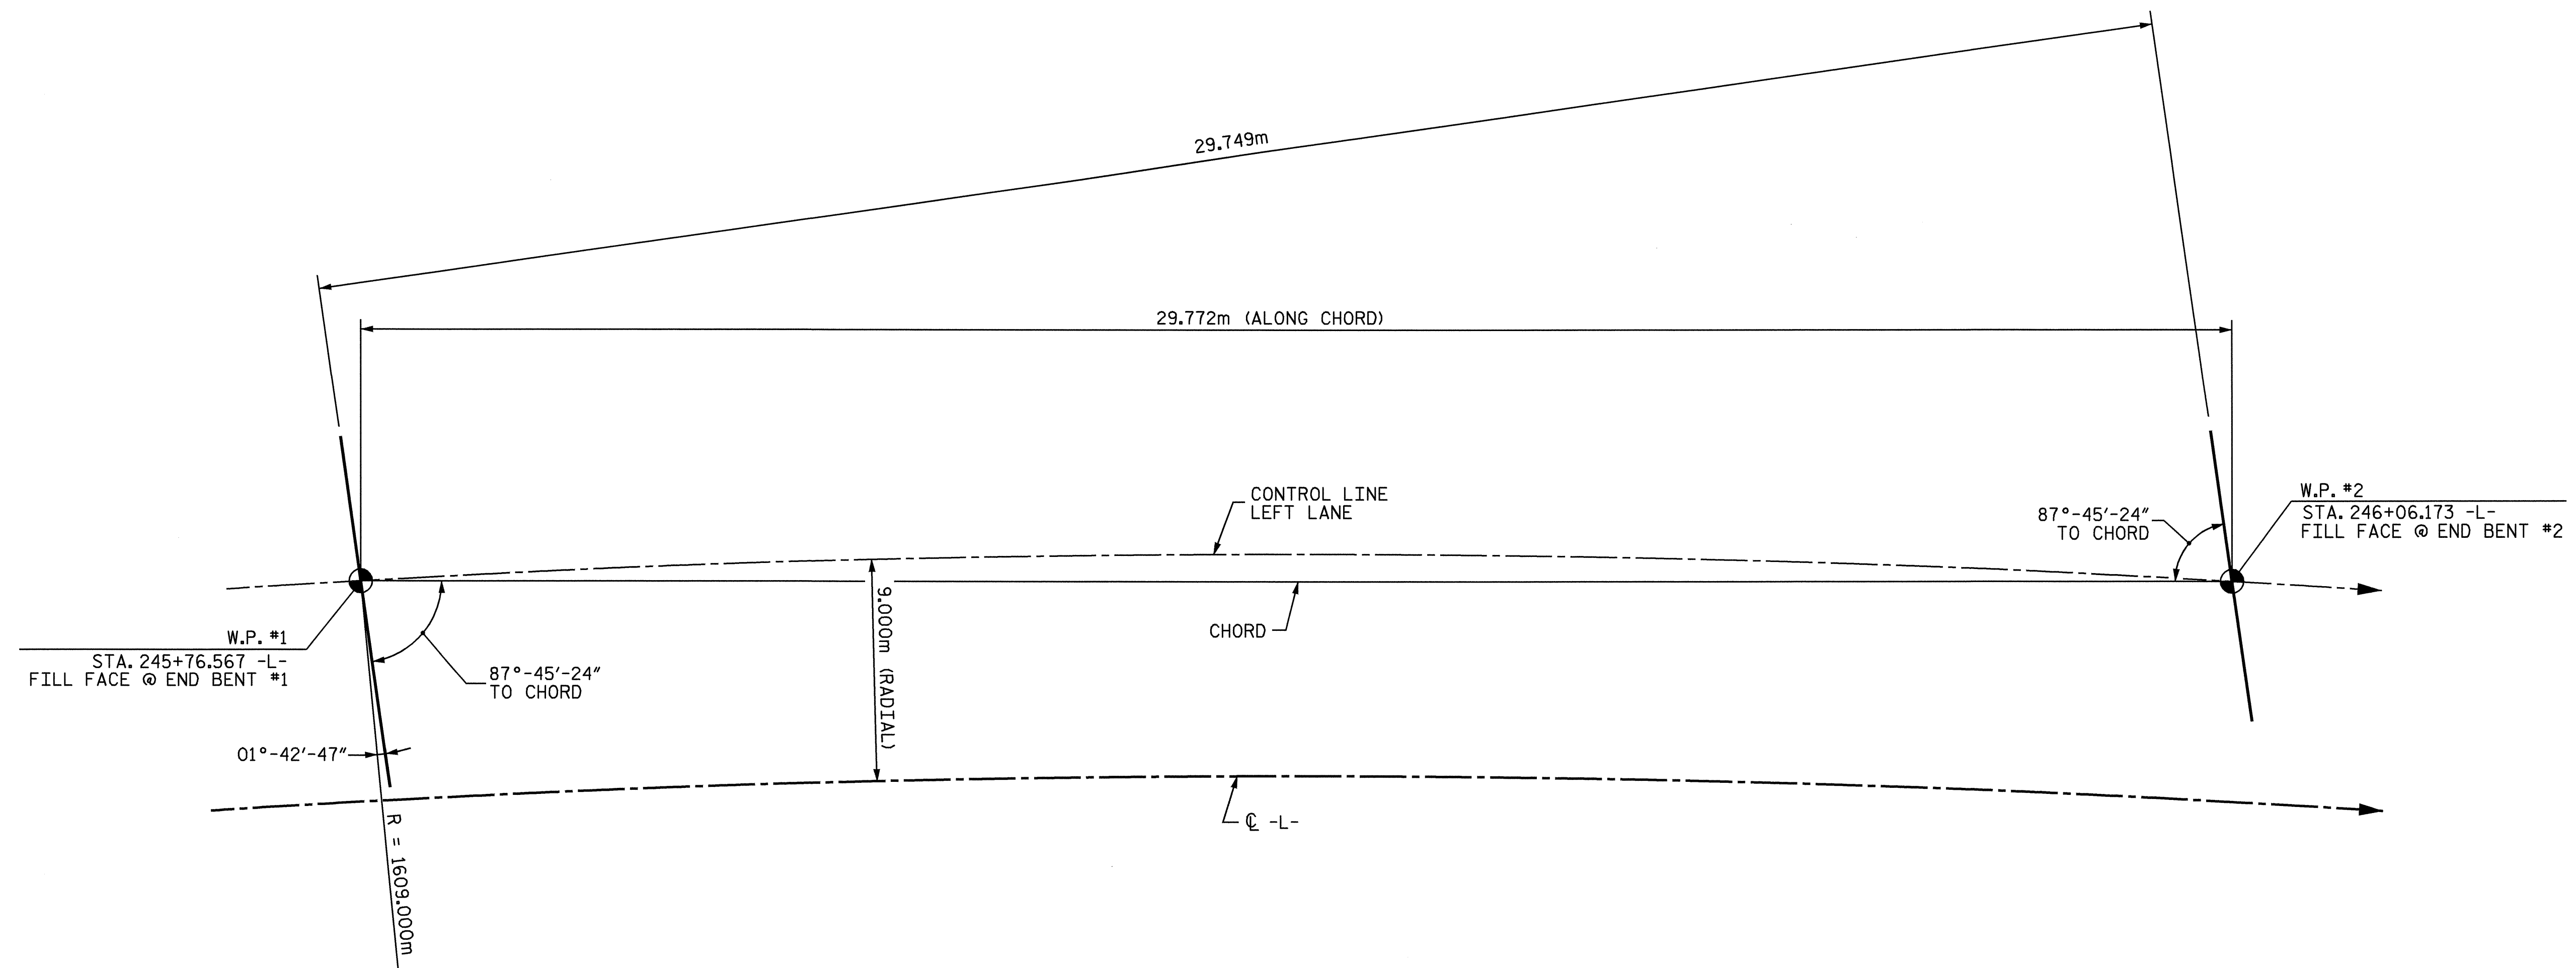 29.749m
29.772m (ALONG CHORD)
CONTROL LINE
LEFT LANE
W.P. #2
STA. 246+06.173 -L-
FILL FACE @ END BENT #2
87°-45'-24"
TO CHORD
9.000m (RADIAL)
CHORD
W.P. #1
STA. 245+76.567 -L-
FILL FACE @ END BENT #1
87°-45'-24"
TO CHORD
01°-42'-47"
R = 1609.000m
℄ -L-